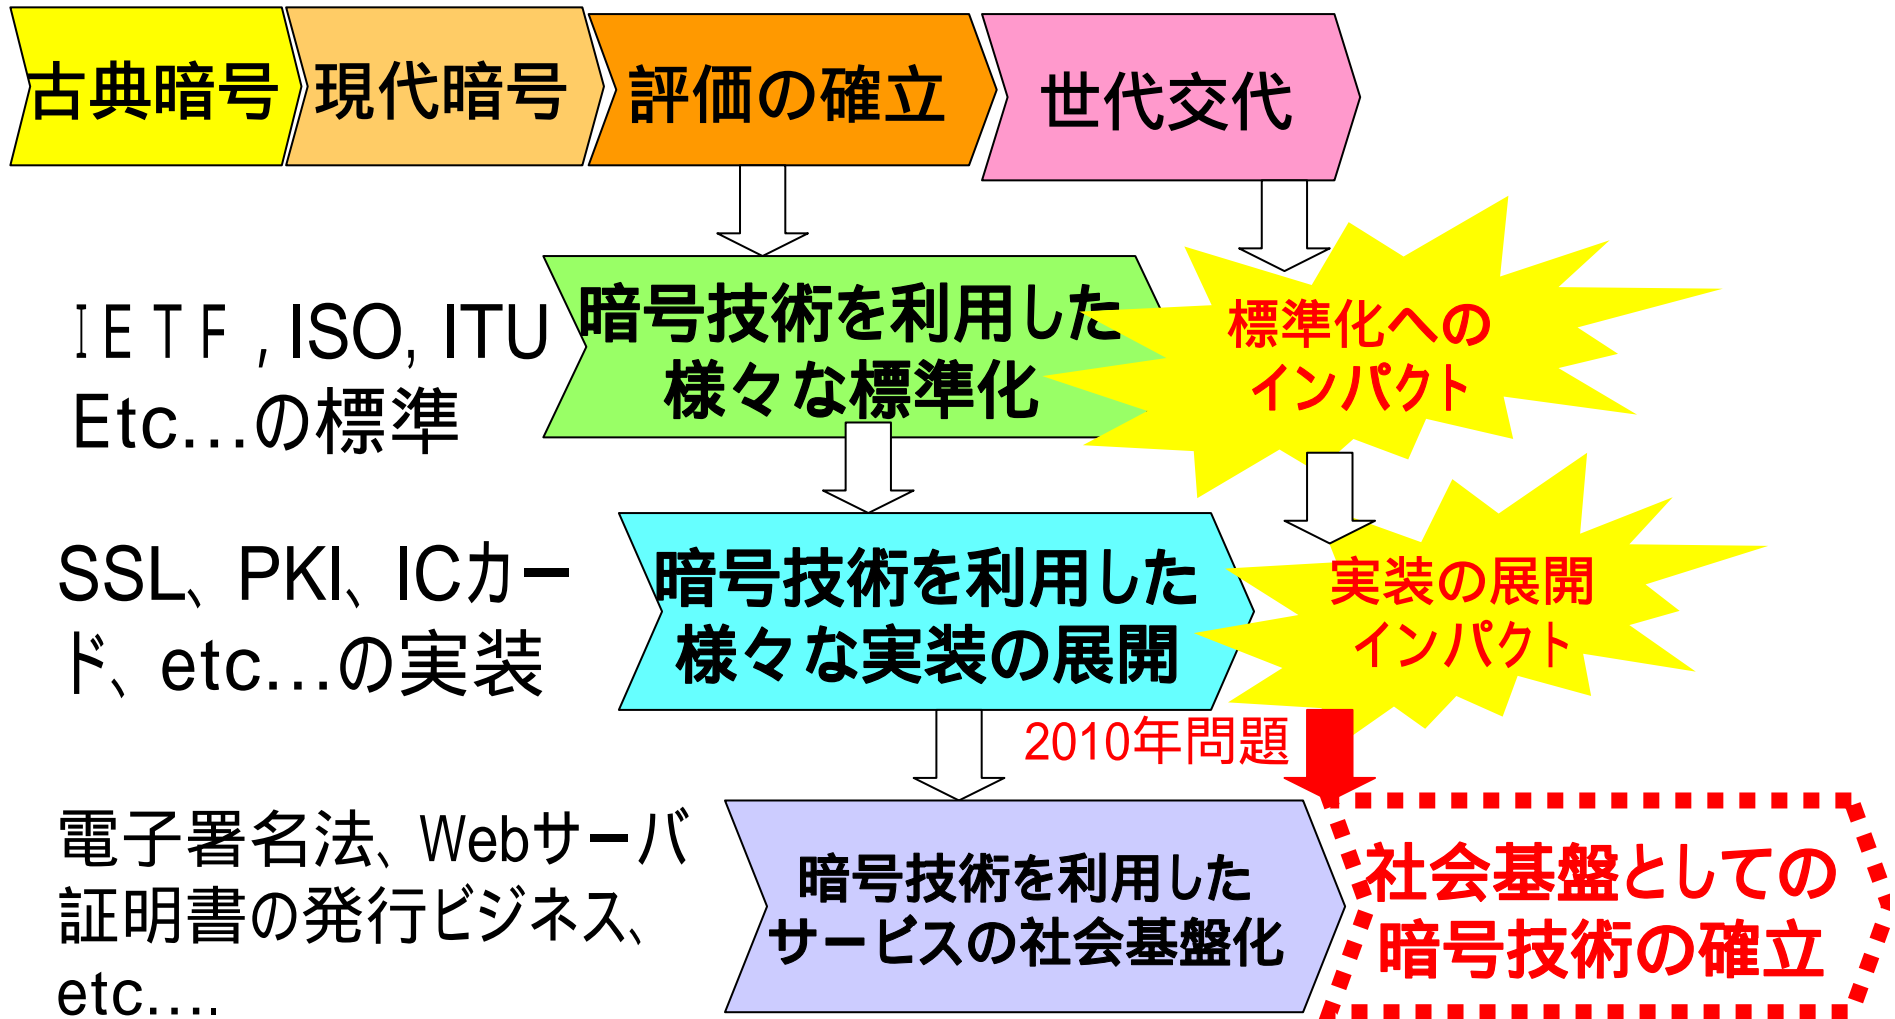 古典暗号
現代暗号
評価の確立
世代交代
ＩＥＴＦ, ISO, ITU
Etc…の標準
暗号技術を利用した
様々な標準化
標準化への
インパクト
SSL、PKI、ICカー
ド、etc…の実装
暗号技術を利用した
様々な実装の展開
実装の展開
インパクト
2010年問題
電子署名法、Webサーバ
証明書の発行ビジネス、
etc….
暗号技術を利用した
サービスの社会基盤化
社会基盤としての
暗号技術の確立